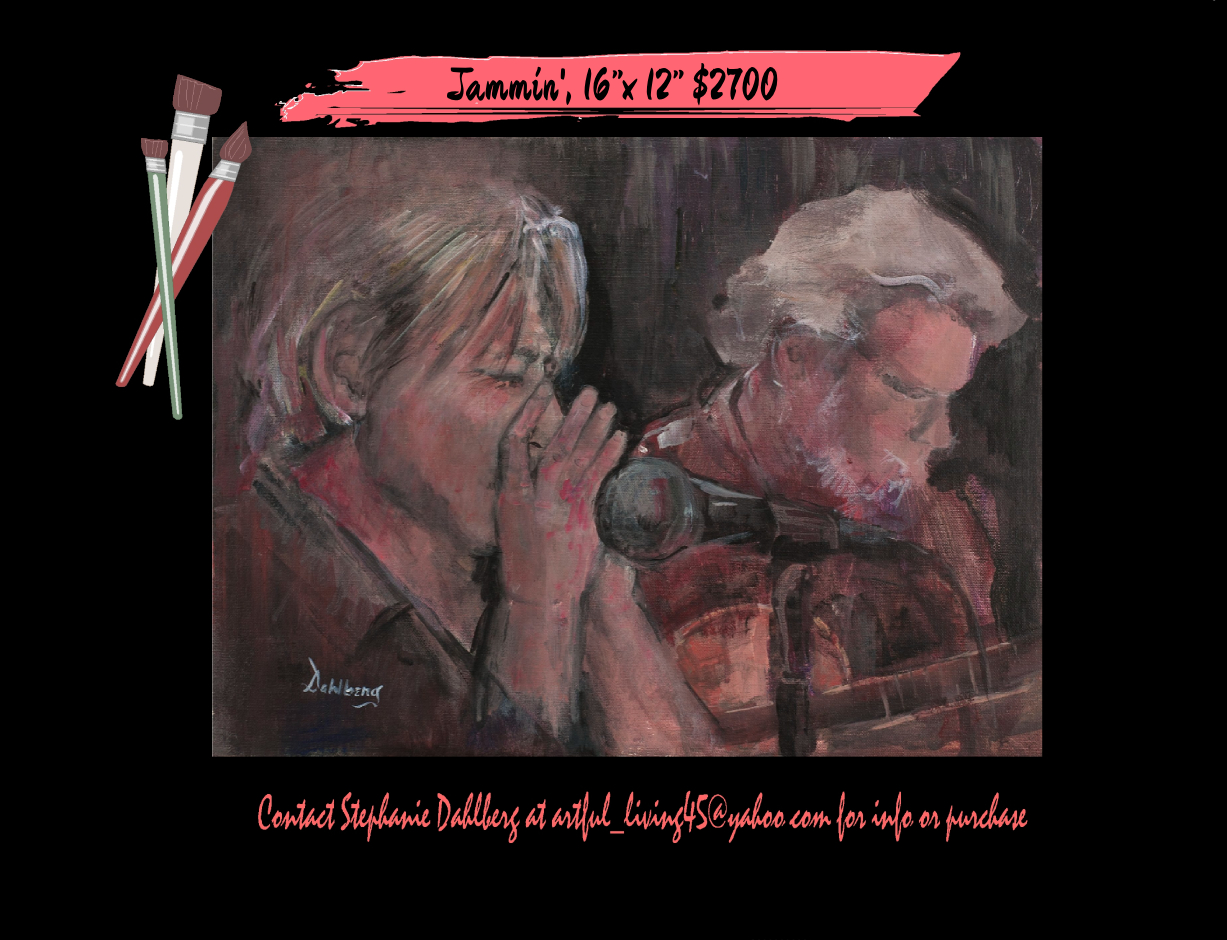 Jammin', 16"x 12" $2700
Dahlberg
Contact Stephanie Dahlberg at artful_living45@yahoo.com for info or purchase